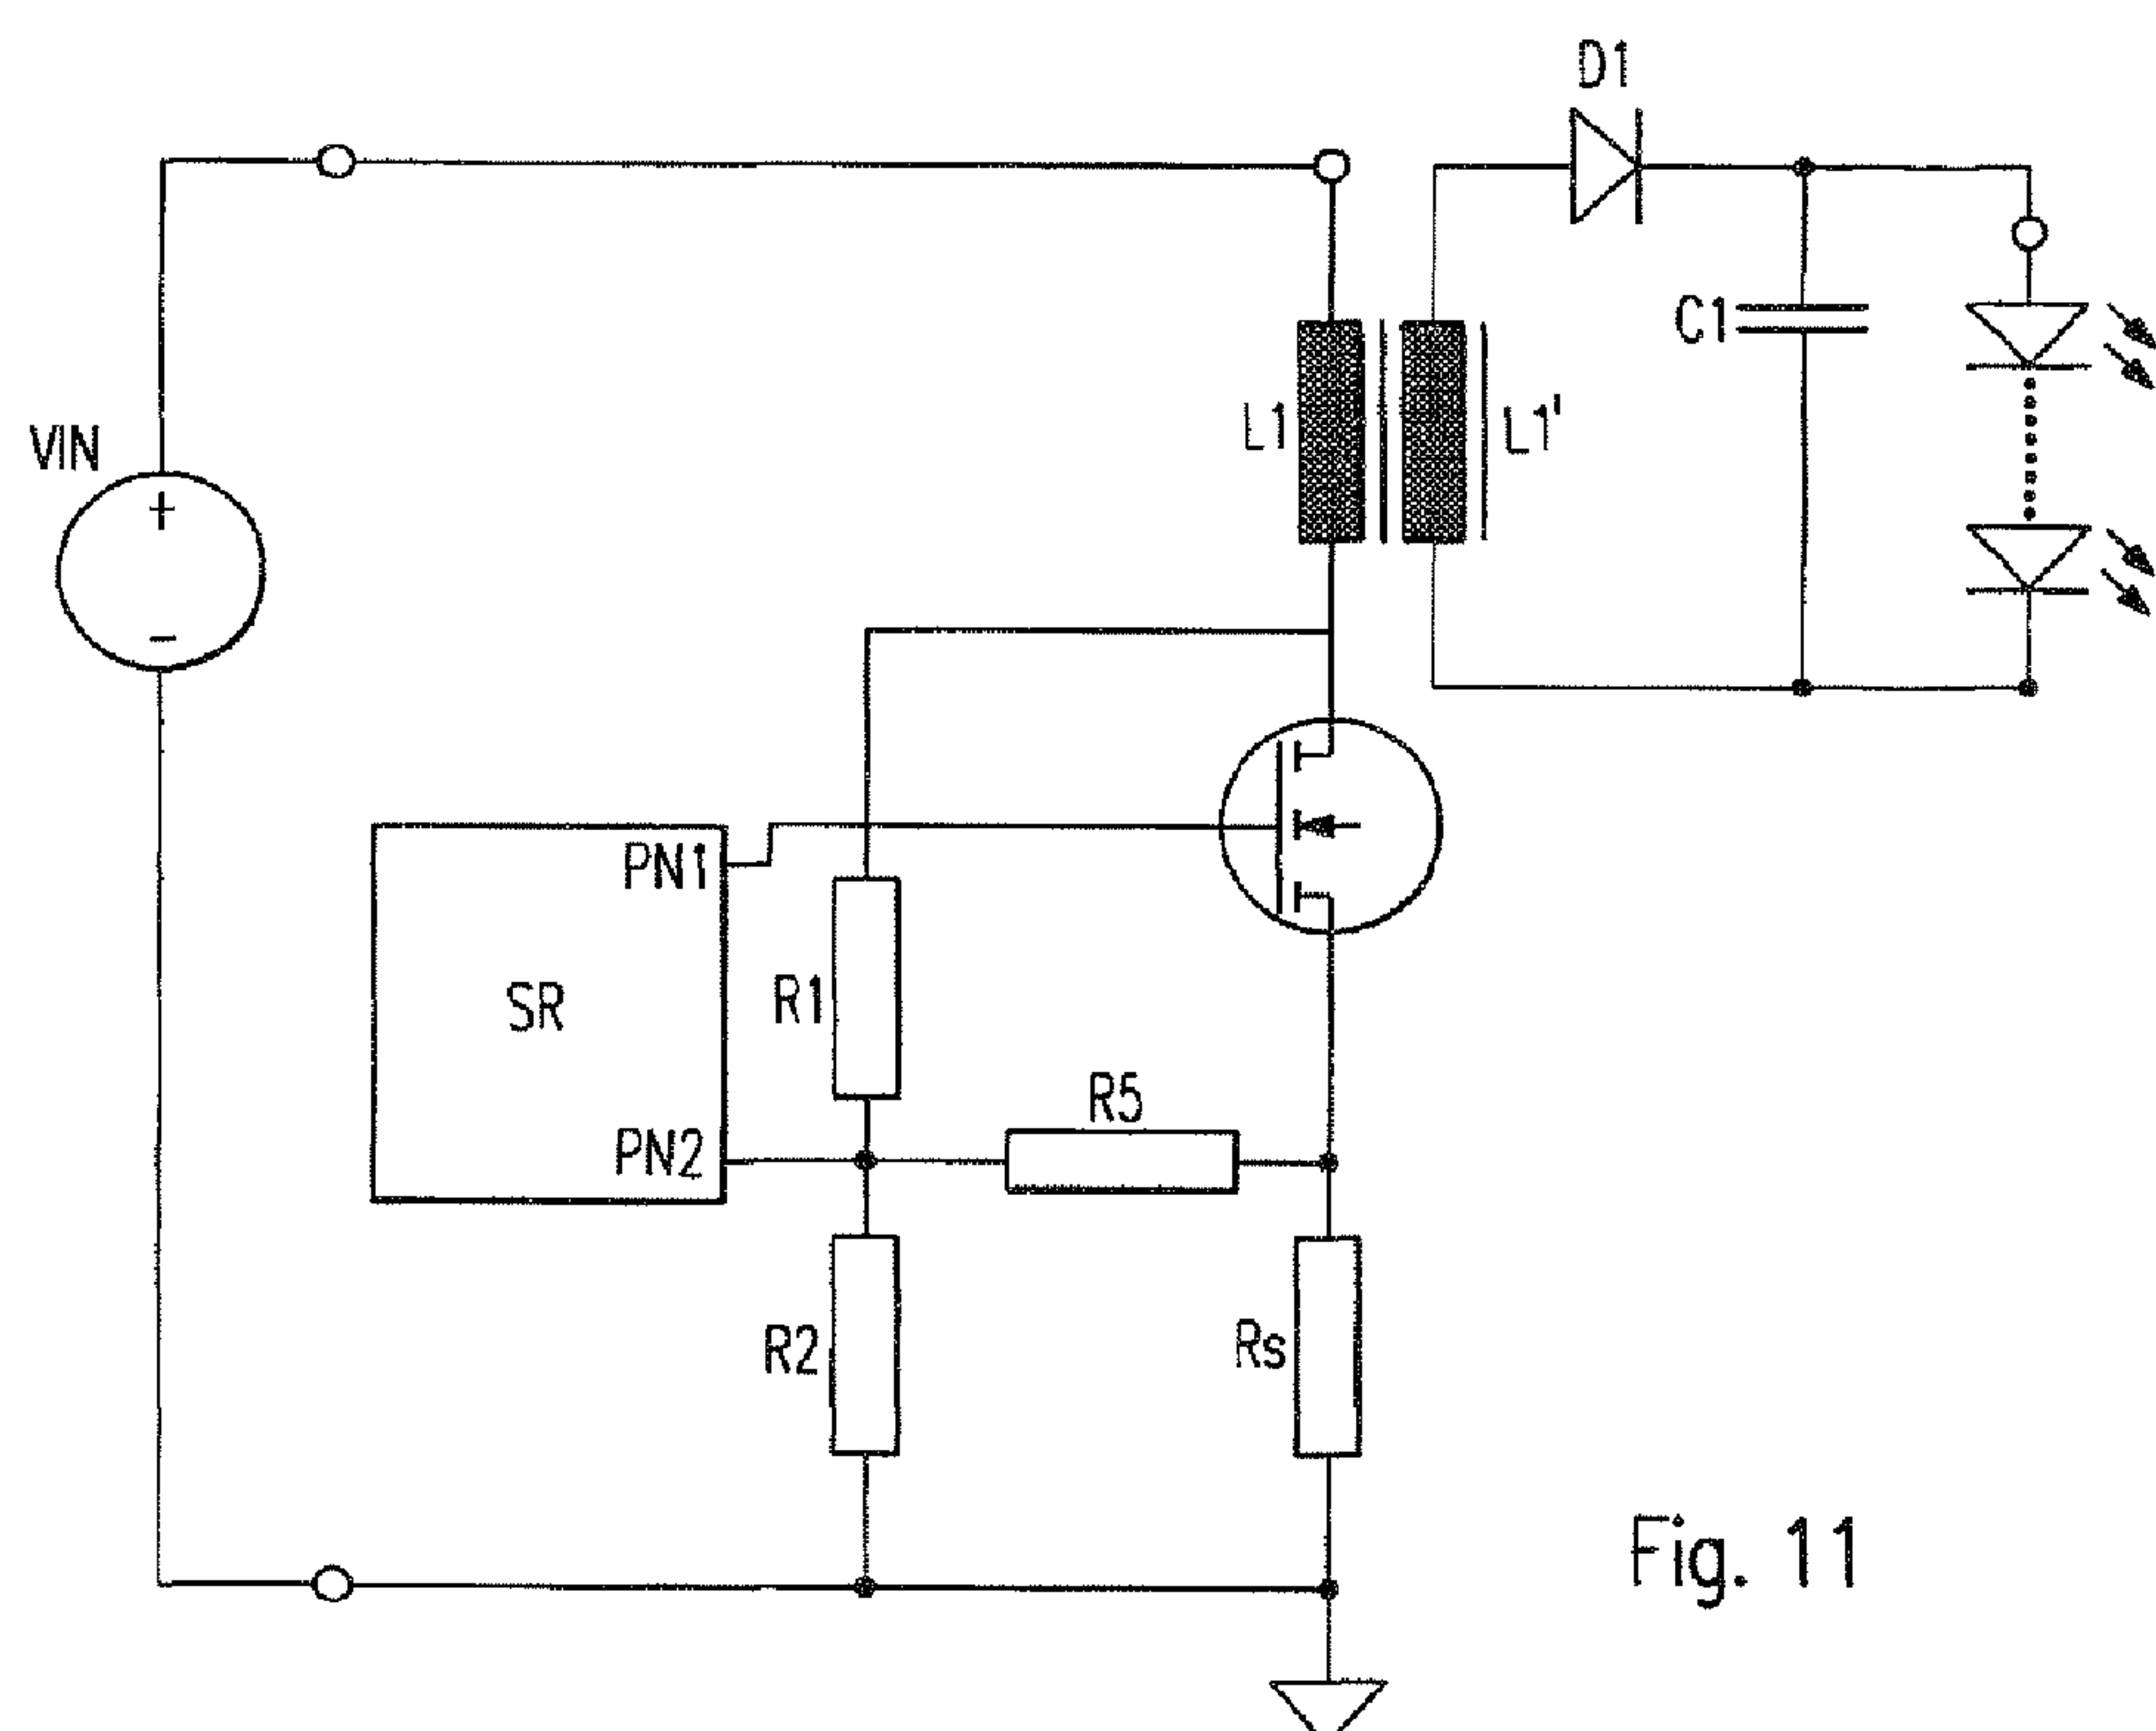 D1
VIN
+
-
L1
L1'
C1
PN1
SR
PN2
R1
R5
R2
Rs
Fig. 11